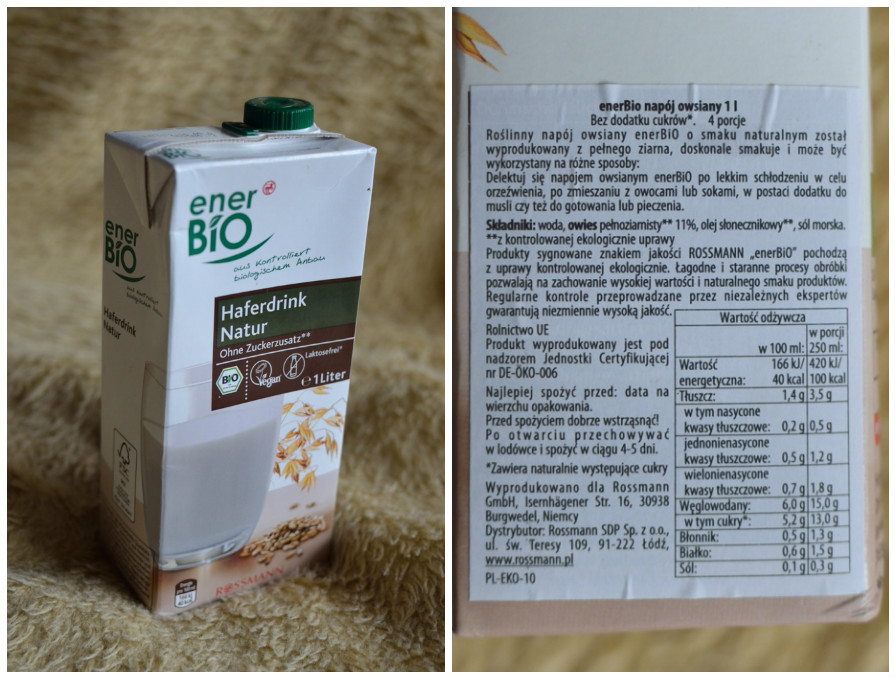 ener
BiO
aus kontrolliert
biologischem Anbau
Haferdrink
Natur
Ohne Zuckerzusatz**
Laktosefrei*
BIO
Vegan
℮ 1 Liter
ROSSMANN
ener
BiO
Haferdrink
Natur
FSC
enerBio napój owsiany 1 l
Bez dodatku cukrów*. 4 porcje
Roślinny napój owsiany enerBiO o smaku naturalnym został
wyprodukowany z pełnego ziarna, doskonale smakuje i może być
wykorzystany na różne sposoby:
Delektuj się napojem owsianym enerBiO po lekkim schłodzeniu w celu
orzeźwienia, po zmieszaniu z owocami lub sokami, w postaci dodatku do
musli czy też do gotowania lub pieczenia.
Składniki: woda, owies pełnoziarnisty** 11%, olej słonecznikowy**, sól morska.
**z kontrolowanej ekologicznie uprawy
Produkty sygnowane znakiem jakości ROSSMANN „enerBiO" pochodzą
z uprawy kontrolowanej ekologicznie. Łagodne i staranne procesy obróbki
pozwalają na zachowanie wysokiej wartości i naturalnego smaku produktów.
Regularne kontrole przeprowadzane przez niezależnych ekspertów
gwarantują niezmiennie wysoką jakość.
Rolnictwo UE
Produkt wyprodukowany jest pod
nadzorem Jednostki Certyfikującej
nr DE-ÖKO-006
Najlepiej spożyć przed: data na
wierzchu opakowania.
Przed spożyciem dobrze wstrząsnąć!
Po otwarciu przechowywać
w lodówce i spożyć w ciągu 4-5 dni.
*Zawiera naturalnie występujące cukry
Wyprodukowano dla Rossmann
GmbH, Isernhägener Str. 16, 30938
Burgwedel, Niemcy
Dystrybutor: Rossmann SDP Sp. z o.o.,
ul. św. Teresy 109, 91-222 Łódź,
www.rossmann.pl
PL-EKO-10
Wartość odżywcza
w porcji
w 100 ml: 250 ml:
Wartość 166 kJ/ 420 kJ/
energetyczna: 40 kcal 100 kcal
Tłuszcz: 1,4 g 3,5 g
w tym nasycone
kwasy tłuszczowe: 0,2 g 0,5 g
jednonienasycone
kwasy tłuszczowe: 0,5 g 1,2 g
wielonienasycone
kwasy tłuszczowe: 0,7 g 1,8 g
Węglowodany: 6,0 g 15,0 g
w tym cukry*: 5,2 g 13,0 g
Błonnik: 0,5 g 1,3 g
Białko: 0,6 g 1,5 g
Sól: 0,1 g 0,3 g